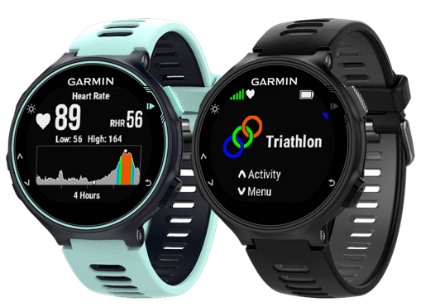 GARMIN
Heart Rate
89
RHR 56
Low: 56 High: 164
4 Hours
GARMIN
Triathlon
Activity
Menu